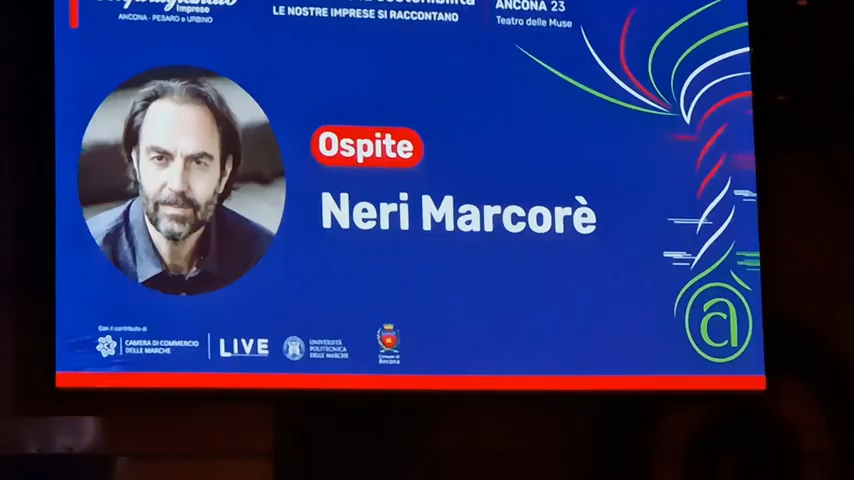 Imprese
ANCONA - PESARO e URBINO
LE NOSTRE IMPRESE SI RACCONTANO
ANCONA 23
Teatro delle Muse
Ospite
Neri Marcorè
Con il contributo di
CAMERA DI COMMERCIO
DELLE MARCHE
LIVE
UNIVERSITÀ
POLITECNICA
DELLE MARCHE
Comune di
Ancona
a